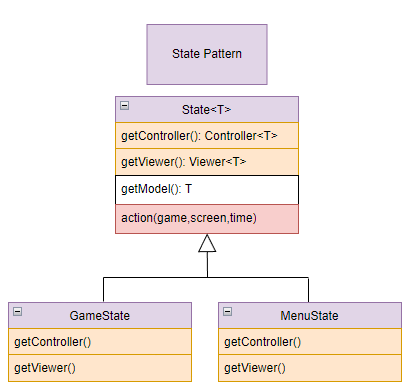 State Pattern
State<T>
getController(): Controller<T>
getViewer(): Viewer<T>
getModel(): T
action(game,screen,time)
GameState
getController()
getViewer()
MenuState
getController()
getViewer()